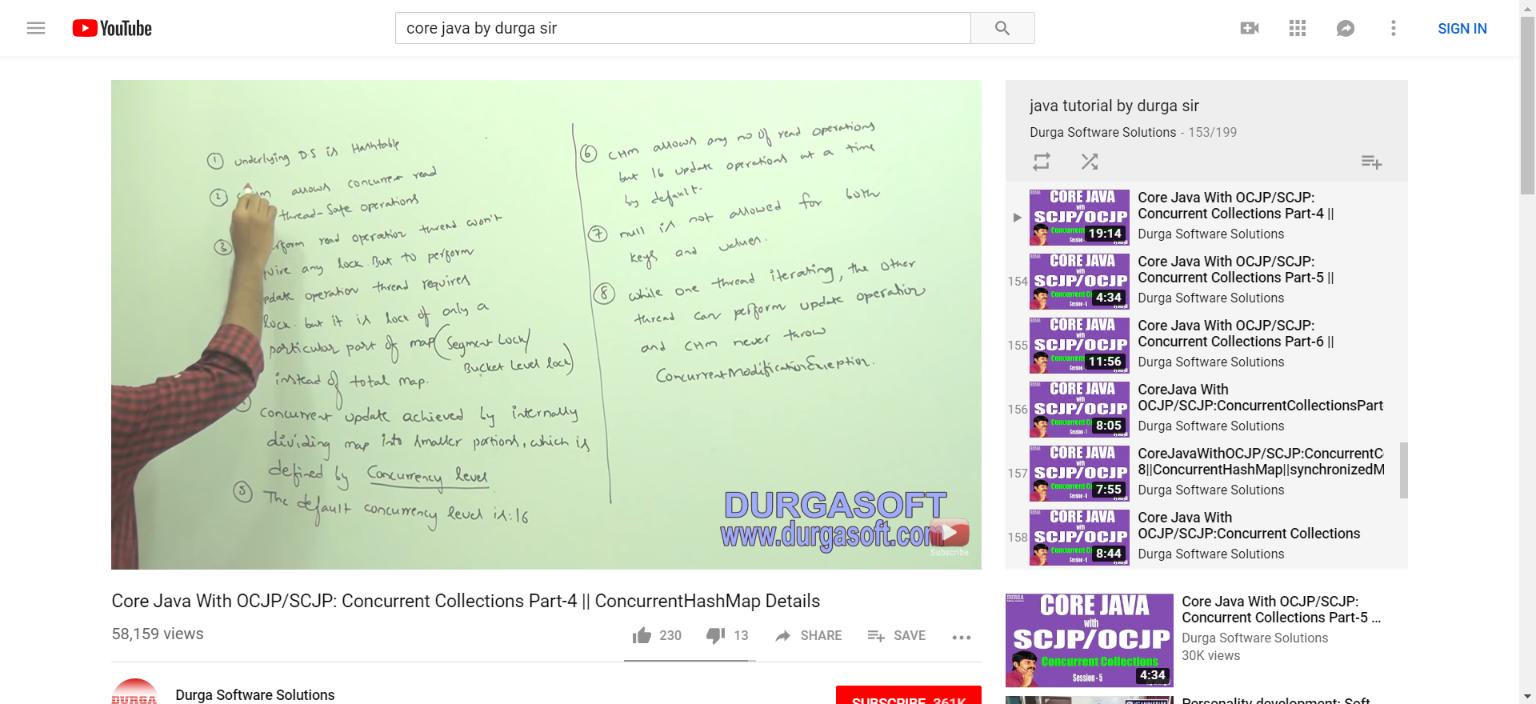 YouTube
core java by durga sir
SIGN IN
① underlying DS is Hashtable
② allows concurrent read
thread-safe operations
③ read operation thread won't
any lock. But to perform
update operation thread requires
lock. but it is lock of only a
particular part of map (Segment Lock/
Bucket Level lock)
instead of total map.
concurrent update achieved by internally
dividing map into smaller portions, which is
defined by Concurrency level
⑤ The default concurrency level is: 16
⑥ CHM allows any no of read operations
but 16 update operations at a time
by default.
⑦ null is not allowed for both
keys and values.
⑧ while one thread iterating, the other
thread can perform update operation
and CHM never throw
ConcurrentModificationException.
DURGASOFT
www.durgasoft.com
Subscribe
Core Java With OCJP/SCJP: Concurrent Collections Part-4 || ConcurrentHashMap Details
58,159 views
230
13
SHARE
SAVE
Durga Software Solutions
SUBSCRIBE 361K
java tutorial by durga sir
Durga Software Solutions - 153/199
CORE JAVA
with
SCJP/OCJP
19:14
Core Java With OCJP/SCJP:
Concurrent Collections Part-4 ||
Durga Software Solutions
154
CORE JAVA
with
SCJP/OCJP
4:34
Core Java With OCJP/SCJP:
Concurrent Collections Part-5 ||
Durga Software Solutions
155
CORE JAVA
with
SCJP/OCJP
11:56
Core Java With OCJP/SCJP:
Concurrent Collections Part-6 ||
Durga Software Solutions
156
CORE JAVA
with
SCJP/OCJP
8:05
CoreJava With
OCJP/SCJP:ConcurrentCollectionsPart
Durga Software Solutions
157
CORE JAVA
with
SCJP/OCJP
7:55
CoreJavaWithOCJP/SCJP:ConcurrentC
8||ConcurrentHashMap||synchronizedM
Durga Software Solutions
158
CORE JAVA
with
SCJP/OCJP
8:44
Core Java With
OCJP/SCJP:Concurrent Collections
Durga Software Solutions
CORE JAVA
with
SCJP/OCJP
Concurrent Collections
Session - 5
4:34
Core Java With OCJP/SCJP:
Concurrent Collections Part-5 ...
Durga Software Solutions
30K views
Personality development: Soft